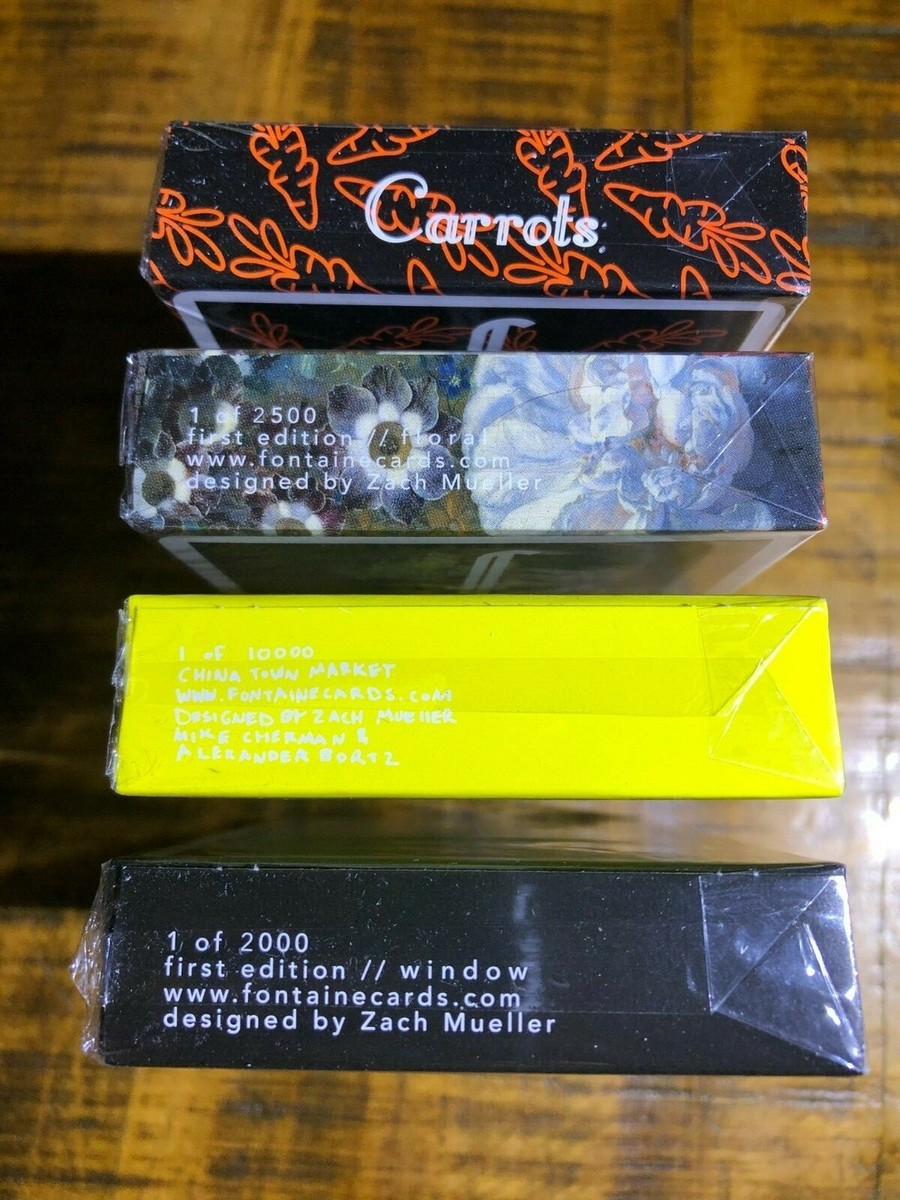 Carrots
1 of 2500
first edition // floral
www.fontainecards.com
designed by Zach Mueller
1 of 10000
CHINA TOWN MARKET
WWW.FONTAINECARDS.COM
DESIGNED BY ZACH MUELLER
MIKE CHERMAN &
ALEXANDER BORTZ
1 of 2000
first edition // window
www.fontainecards.com
designed by Zach Mueller